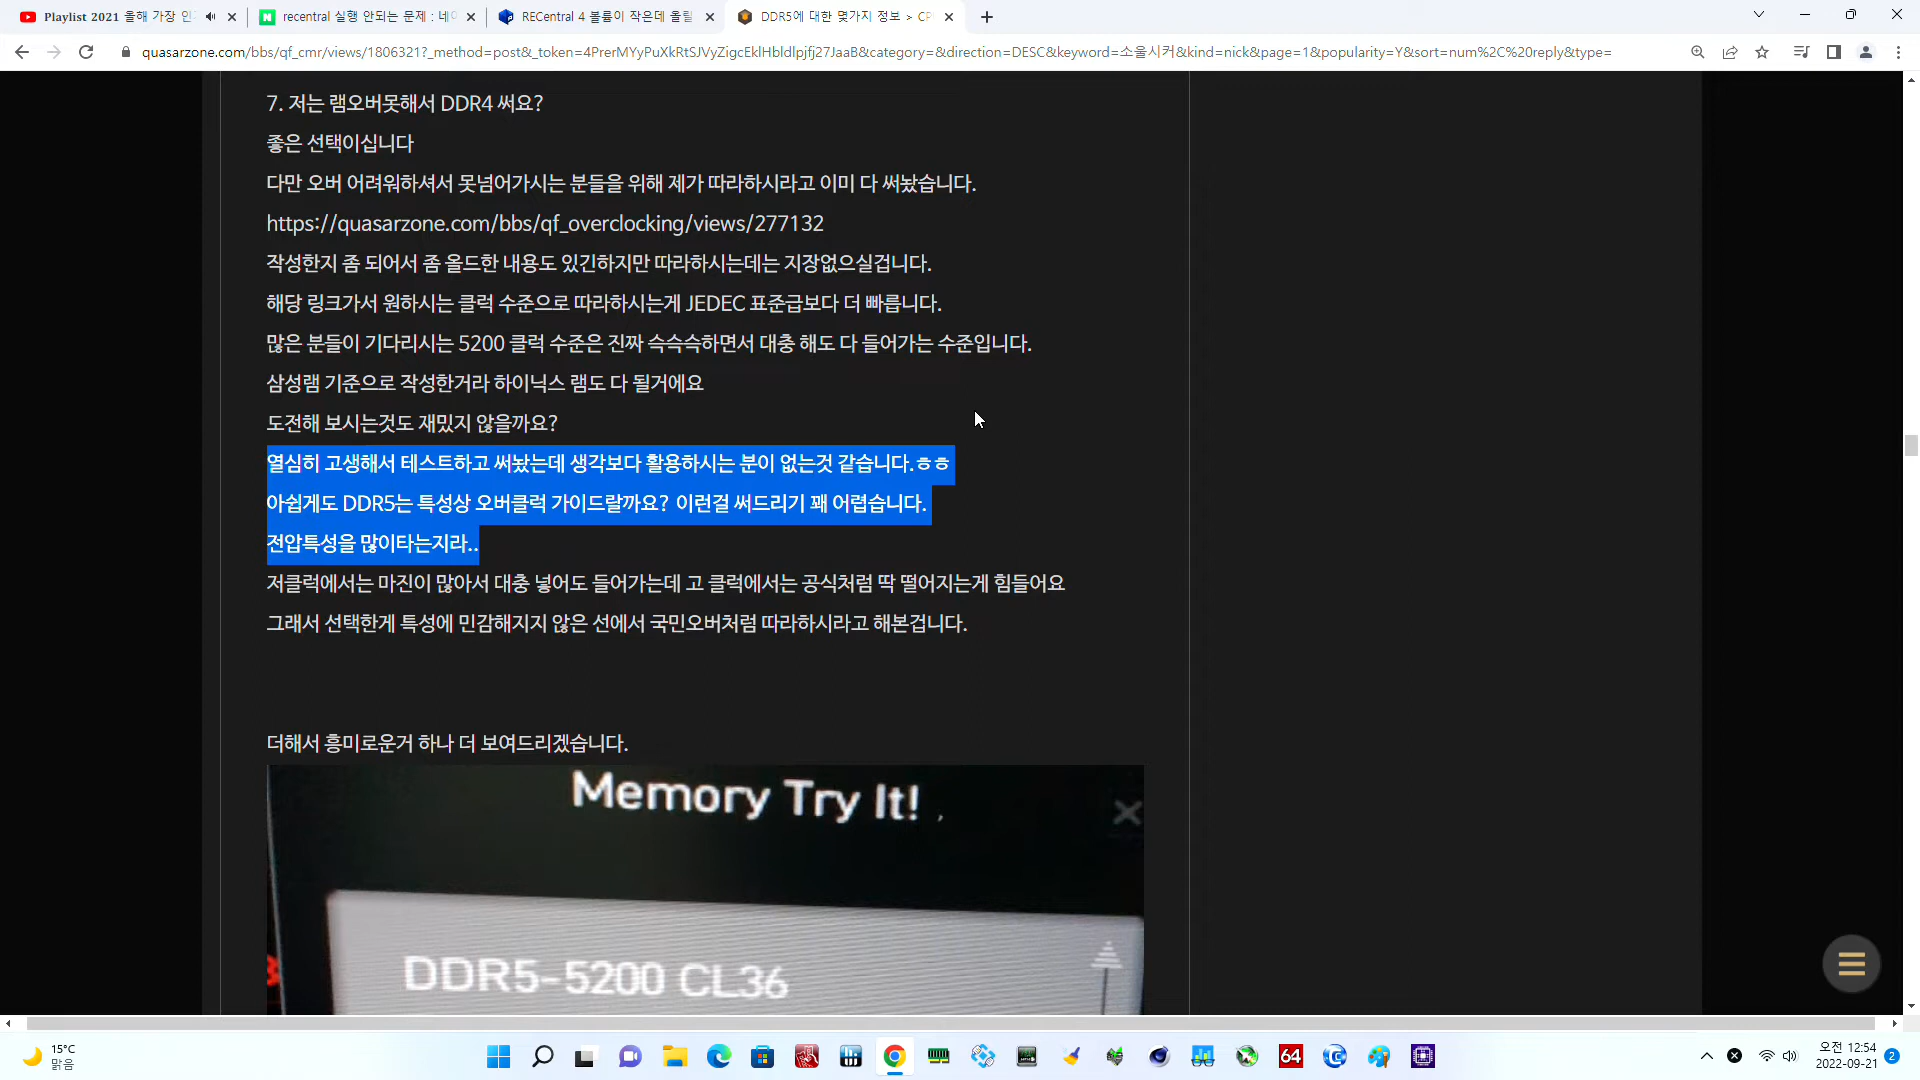 Playlist 2021 올해 가장 인기
recentral 실행 안되는 문제 : 네이
RECentral 4 볼륨이 작은데 올릴
DDR5에 대한 몇가지 정보 > CP
quasarzone.com/bbs/qf_cmr/views/1806321?_method=post&_token=4PrerMYyPuXkRtSJVyZigcEklHbldlpjfj27JaaB&category=&direction=DESC&keyword=소울시커&kind=nick&page=1&popularity=Y&sort=num%2C%20reply&type=
7. 저는 램오버못해서 DDR4 써요?
좋은 선택이십니다
다만 오버 어려워하셔서 못넘어가시는 분들을 위해 제가 따라하시라고 이미 다 써놨습니다.
https://quasarzone.com/bbs/qf_overclocking/views/277132
작성한지 좀 되어서 좀 올드한 내용도 있긴하지만 따라하시는데는 지장없으실겁니다.
해당 링크가서 원하시는 클럭 수준으로 따라하시는게 JEDEC 표준급보다 더 빠릅니다.
많은 분들이 기다리시는 5200 클럭 수준은 진짜 슥슥슥하면서 대충 해도 다 들어가는 수준입니다.
삼성램 기준으로 작성한거라 하이닉스 램도 다 될거에요
도전해 보시는것도 재밌지 않을까요?
열심히 고생해서 테스트하고 써놨는데 생각보다 활용하시는 분이 없는것 같습니다.ㅎㅎ
아쉽게도 DDR5는 특성상 오버클럭 가이드랄까요? 이런걸 써드리기 꽤 어렵습니다.
전압특성을 많이타는지라..
저클럭에서는 마진이 많아서 대충 넣어도 들어가는데 고 클럭에서는 공식처럼 딱 떨어지는게 힘들어요
그래서 선택한게 특성에 민감해지지 않은 선에서 국민오버처럼 따라하시라고 해본겁니다.
더해서 흥미로운거 하나 더 보여드리겠습니다.
Memory Try It!
DDR5-5200 CL36
15°C
맑음
64
오전 12:54
2022-09-21
2